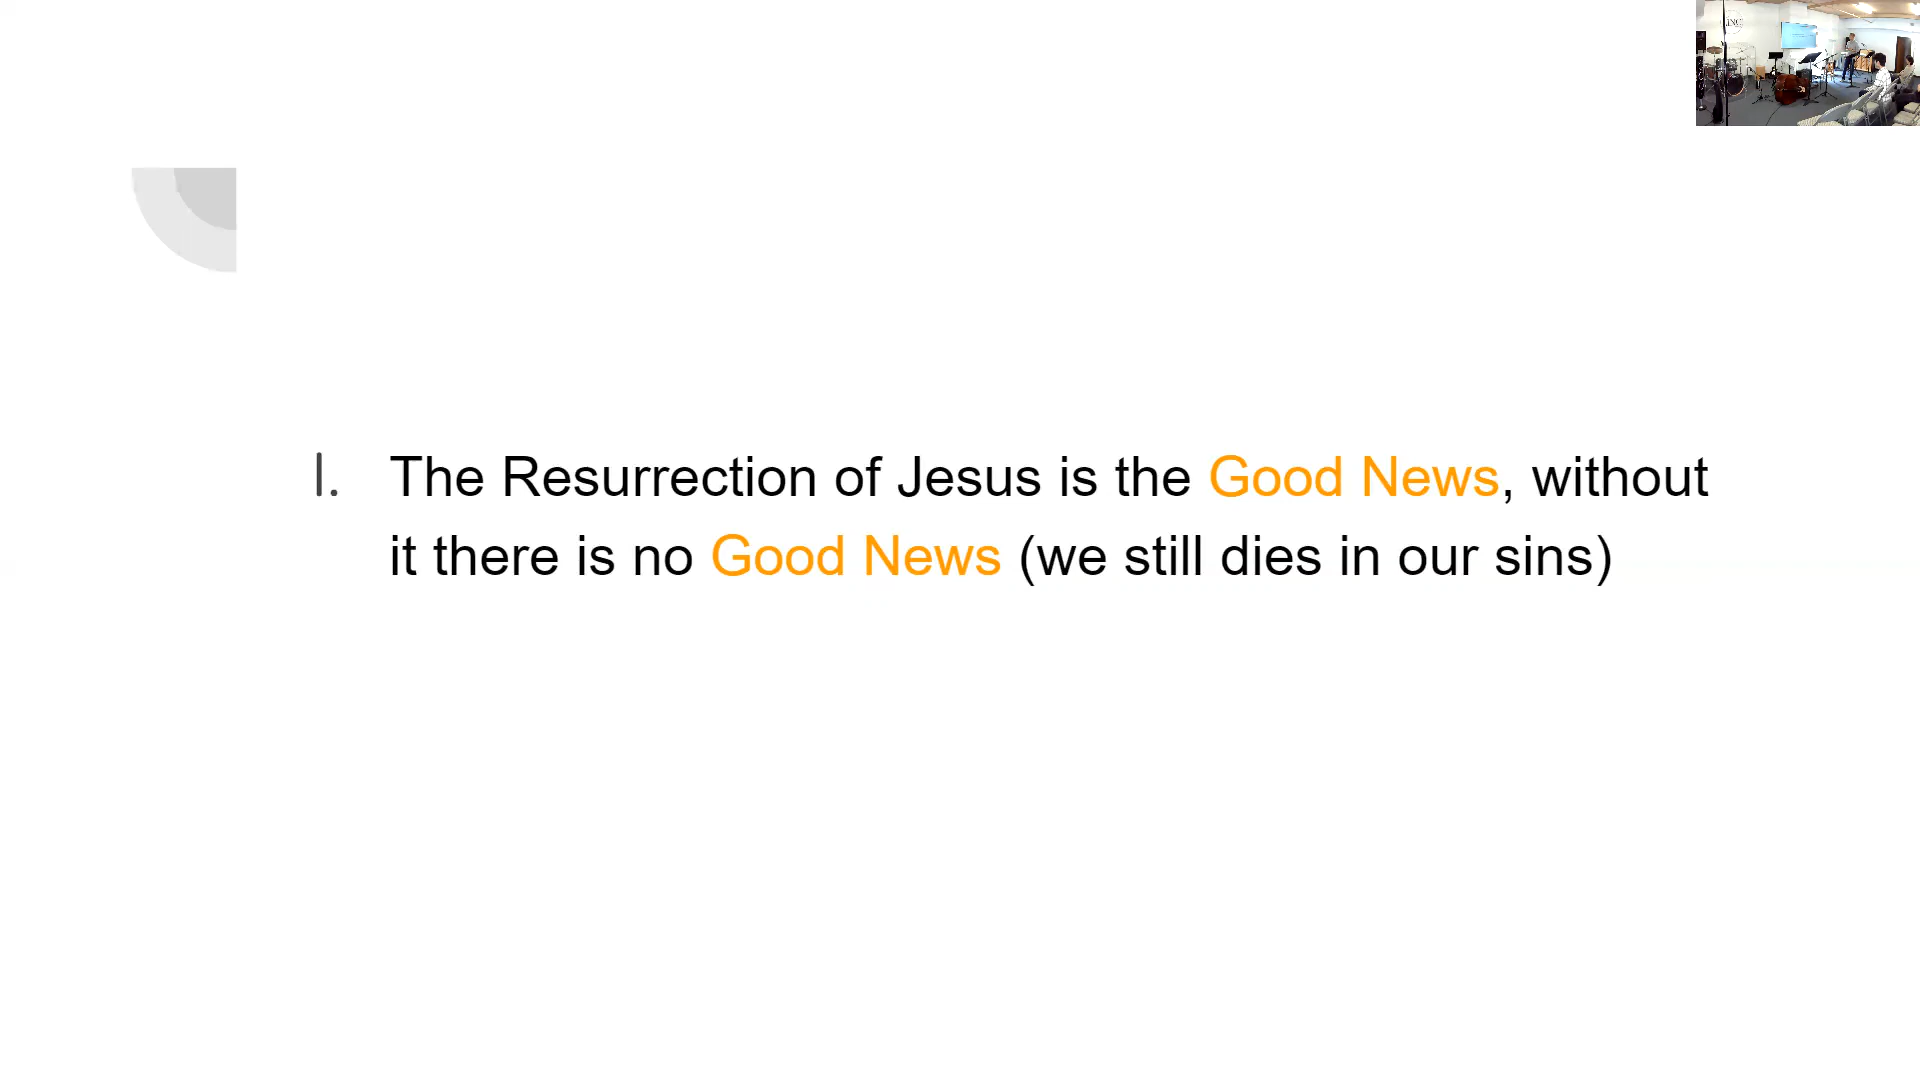 I. The Resurrection of Jesus is the Good News, without
it there is no Good News (we still dies in our sins)